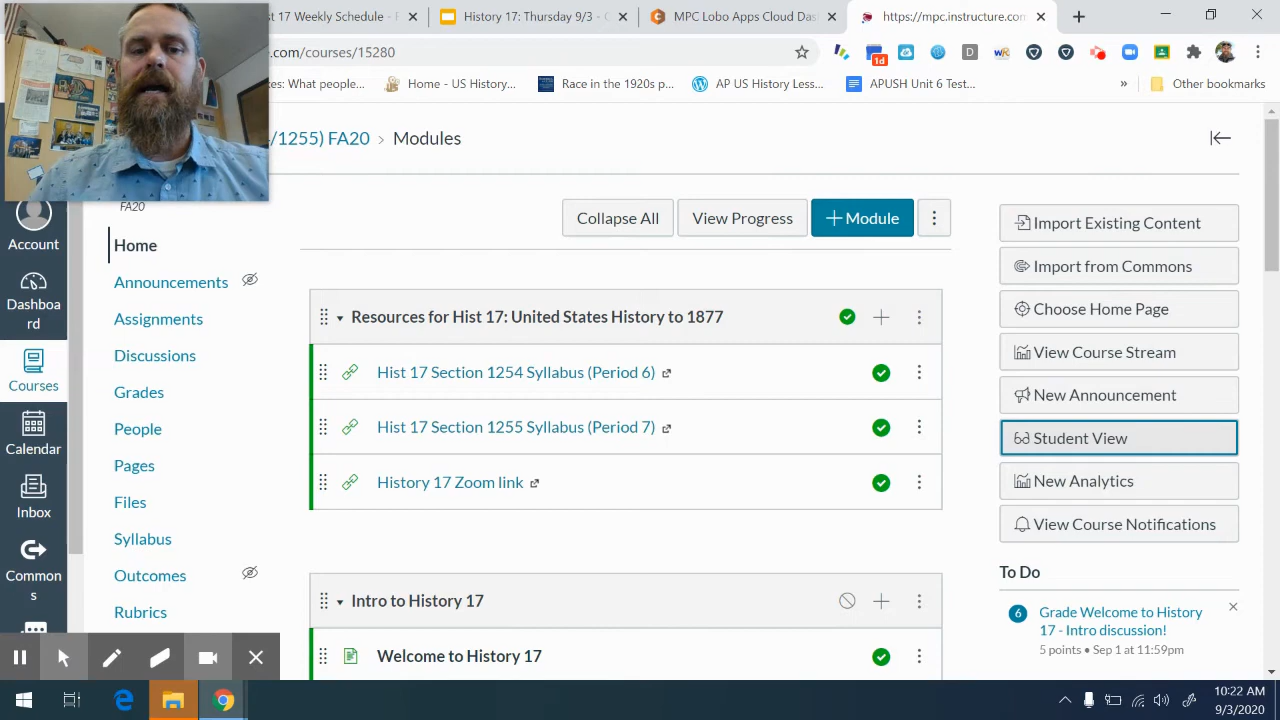 t 17 Weekly Schedule -
History 17: Thursday 9/3 -
MPC Lobo Apps Cloud Dash
https://mpc.instructure.com
e.com/courses/15280
1d
D
kes: What people...
Home - US History...
Race in the 1920s p...
AP US History Less...
APUSH Unit 6 Test...
»
Other bookmarks
/1255) FA20 > Modules
FA20
Collapse All
View Progress
+ Module
Account
Dashboa
rd
Courses
Calendar
Inbox
Common
s
Home
Announcements
Assignments
Discussions
Grades
People
Pages
Files
Syllabus
Outcomes
Rubrics
Resources for Hist 17: United States History to 1877
Hist 17 Section 1254 Syllabus (Period 6)
Hist 17 Section 1255 Syllabus (Period 7)
History 17 Zoom link
Intro to History 17
Welcome to History 17
Import Existing Content
Import from Commons
Choose Home Page
View Course Stream
New Announcement
Student View
New Analytics
View Course Notifications
To Do
6
Grade Welcome to History
17 - Intro discussion!
5 points • Sep 1 at 11:59pm
10:22 AM
9/3/2020